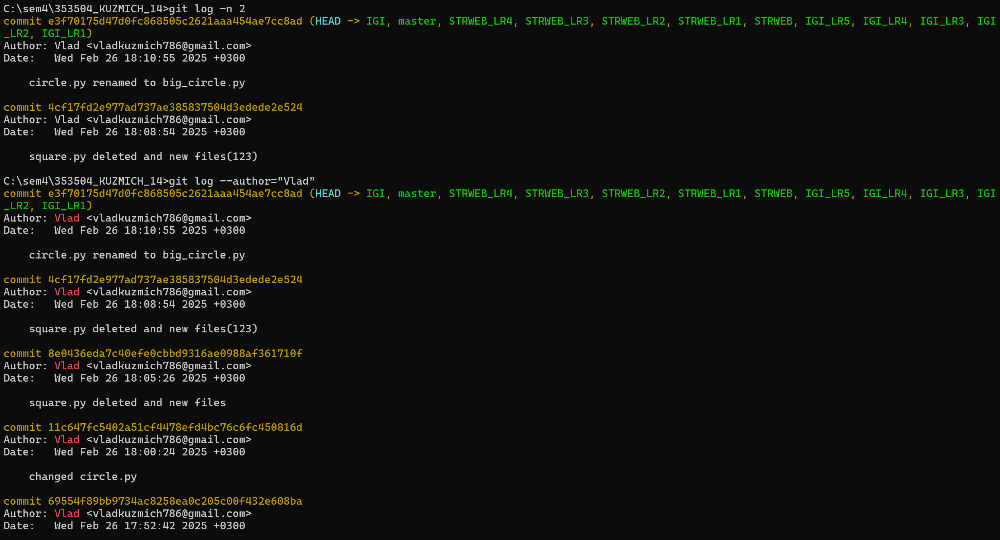 C:\sem4\353504_KUZMICH_14>git log -n 2
commit e3f70175d47d0fc868505c2621aaa454ae7cc8ad (HEAD -> IGI, master, STRWEB_LR4, STRWEB_LR3, STRWEB_LR2, STRWEB_LR1, STRWEB, IGI_LR5, IGI_LR4, IGI_LR3, IGI
_LR2, IGI_LR1)
Author: Vlad <vladkuzmich786@gmail.com>
Date:   Wed Feb 26 18:10:55 2025 +0300

    circle.py renamed to big_circle.py

commit 4cf17fd2e977ad737ae385837504d3edede2e524
Author: Vlad <vladkuzmich786@gmail.com>
Date:   Wed Feb 26 18:08:54 2025 +0300

    square.py deleted and new files(123)

C:\sem4\353504_KUZMICH_14>git log --author="Vlad"
commit e3f70175d47d0fc868505c2621aaa454ae7cc8ad (HEAD -> IGI, master, STRWEB_LR4, STRWEB_LR3, STRWEB_LR2, STRWEB_LR1, STRWEB, IGI_LR5, IGI_LR4, IGI_LR3, IGI
_LR2, IGI_LR1)
Author: Vlad <vladkuzmich786@gmail.com>
Date:   Wed Feb 26 18:10:55 2025 +0300

    circle.py renamed to big_circle.py

commit 4cf17fd2e977ad737ae385837504d3edede2e524
Author: Vlad <vladkuzmich786@gmail.com>
Date:   Wed Feb 26 18:08:54 2025 +0300

    square.py deleted and new files(123)

commit 8e0436eda7c40efe0cbbd9316ae0988af361710f
Author: Vlad <vladkuzmich786@gmail.com>
Date:   Wed Feb 26 18:05:26 2025 +0300

    square.py deleted and new files

commit 11c647fc5402a51cf4478efd4bc76c6fc450816d
Author: Vlad <vladkuzmich786@gmail.com>
Date:   Wed Feb 26 18:00:24 2025 +0300

    changed circle.py

commit 69554f89bb9734ac8258ea0c205c00f432e608ba
Author: Vlad <vladkuzmich786@gmail.com>
Date:   Wed Feb 26 17:52:42 2025 +0300